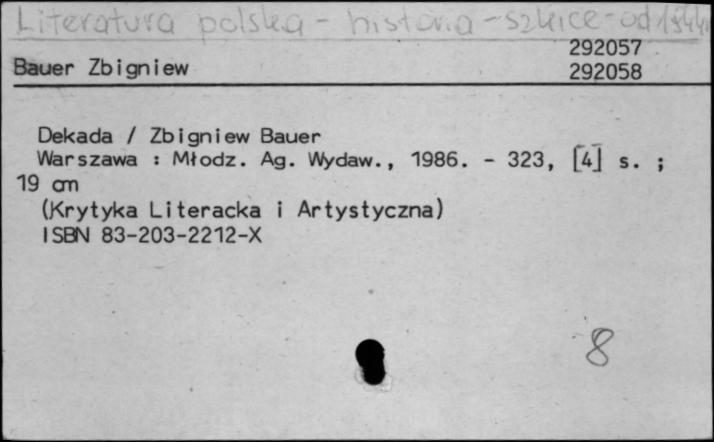 Literatura polska - historia - szkice - od 1944
292057
Bauer Zbigniew
292058
Dekada / Zbigniew Bauer
Warszawa : Młodz. Ag. Wydaw., 1986. - 323, [4] s. ;
19 cm
(Krytyka Literacka i Artystyczna)
ISBN 83-203-2212-X
8